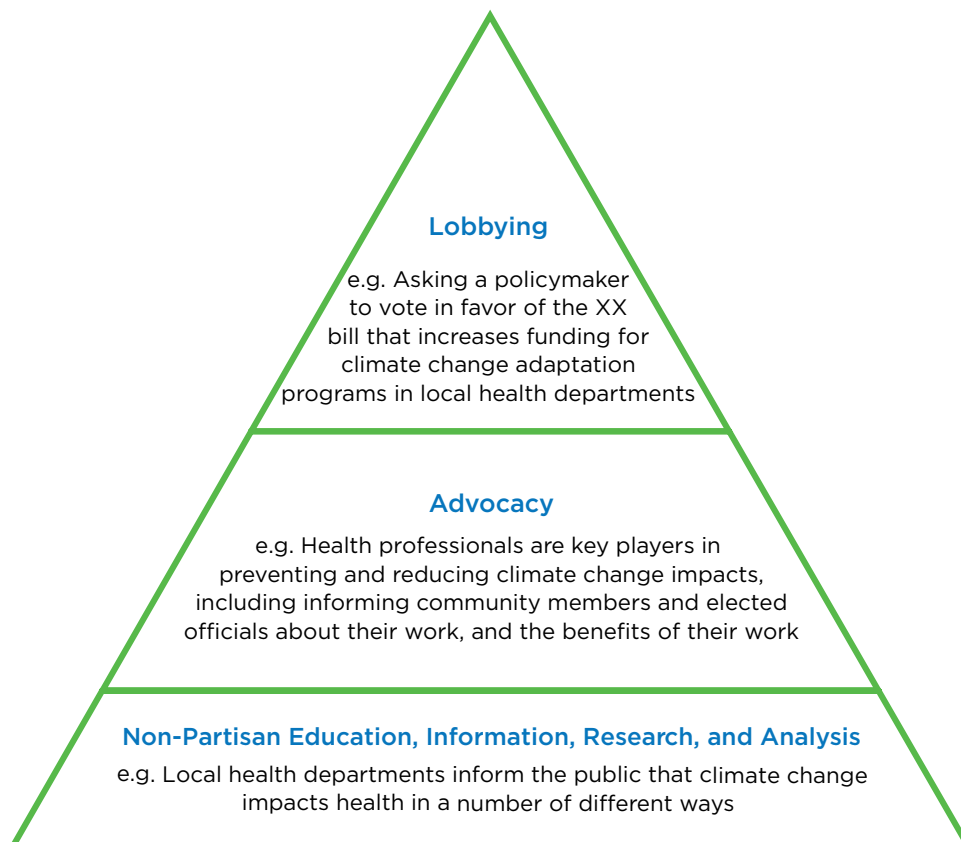 Lobbying
e.g. Asking a policymaker
to vote in favor of the XX
bill that increases funding for
climate change adaptation
programs in local health departments
Advocacy
e.g. Health professionals are key players in
preventing and reducing climate change impacts,
including informing community members and elected
officials about their work, and the benefits of their work
Non-Partisan Education, Information, Research, and Analysis
e.g. Local health departments inform the public that climate change
impacts health in a number of different ways